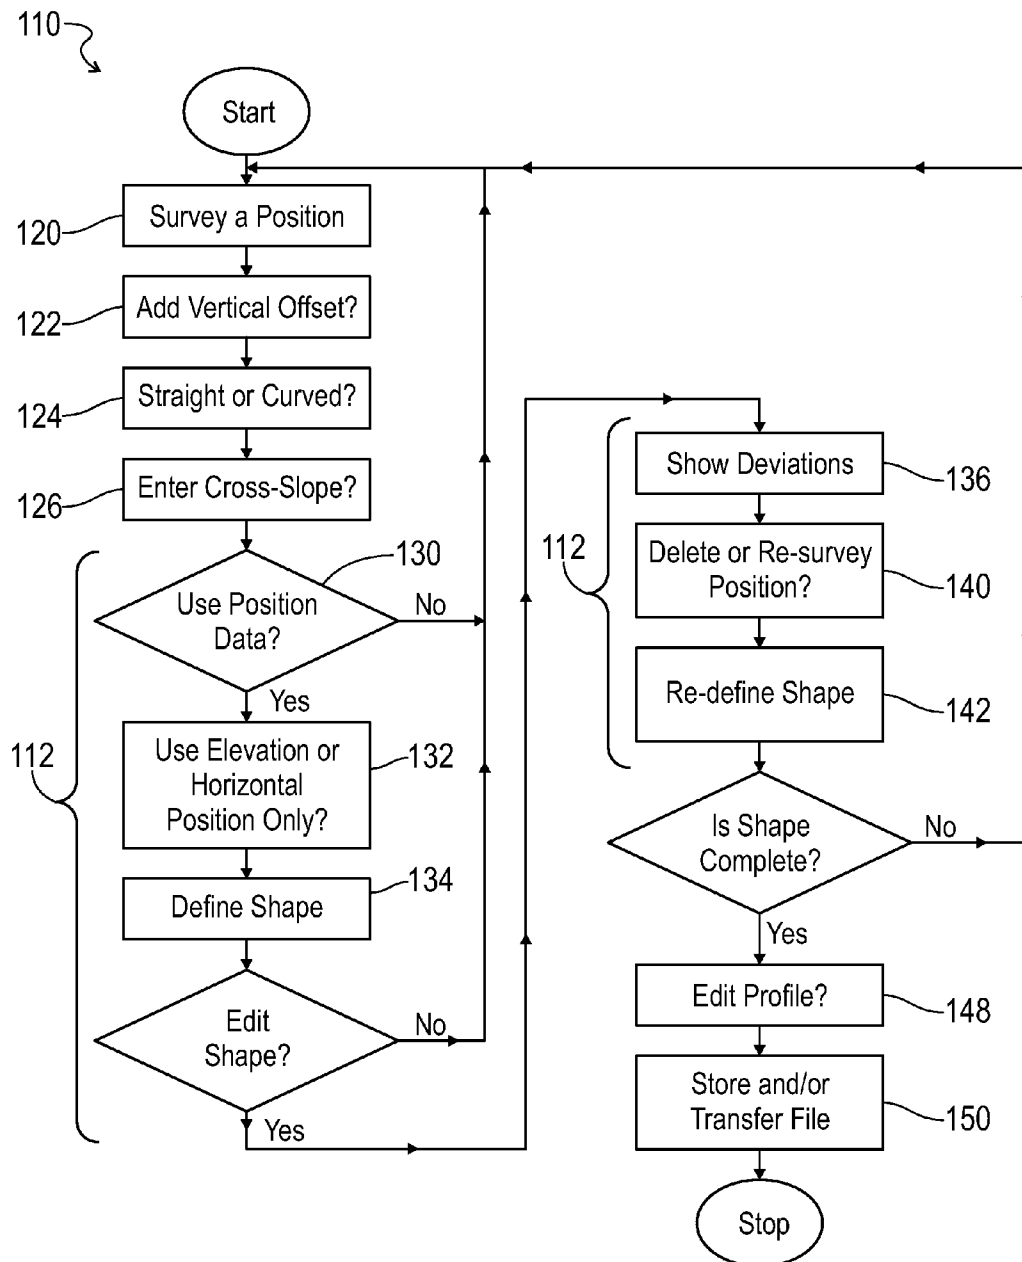 110
Start
120
Survey a Position
122
Add Vertical Offset?
124
Straight or Curved?
126
Enter Cross-Slope?
130
Use Position
Data?
No
Yes
112
Use Elevation or
Horizontal
Position Only?
132
Define Shape
134
Edit
Shape?
No
Yes
112
Show Deviations
136
Delete or Re-survey
Position?
140
Re-define Shape
142
Is Shape
Complete?
No
Yes
Edit Profile?
148
Store and/or
Transfer File
150
Stop